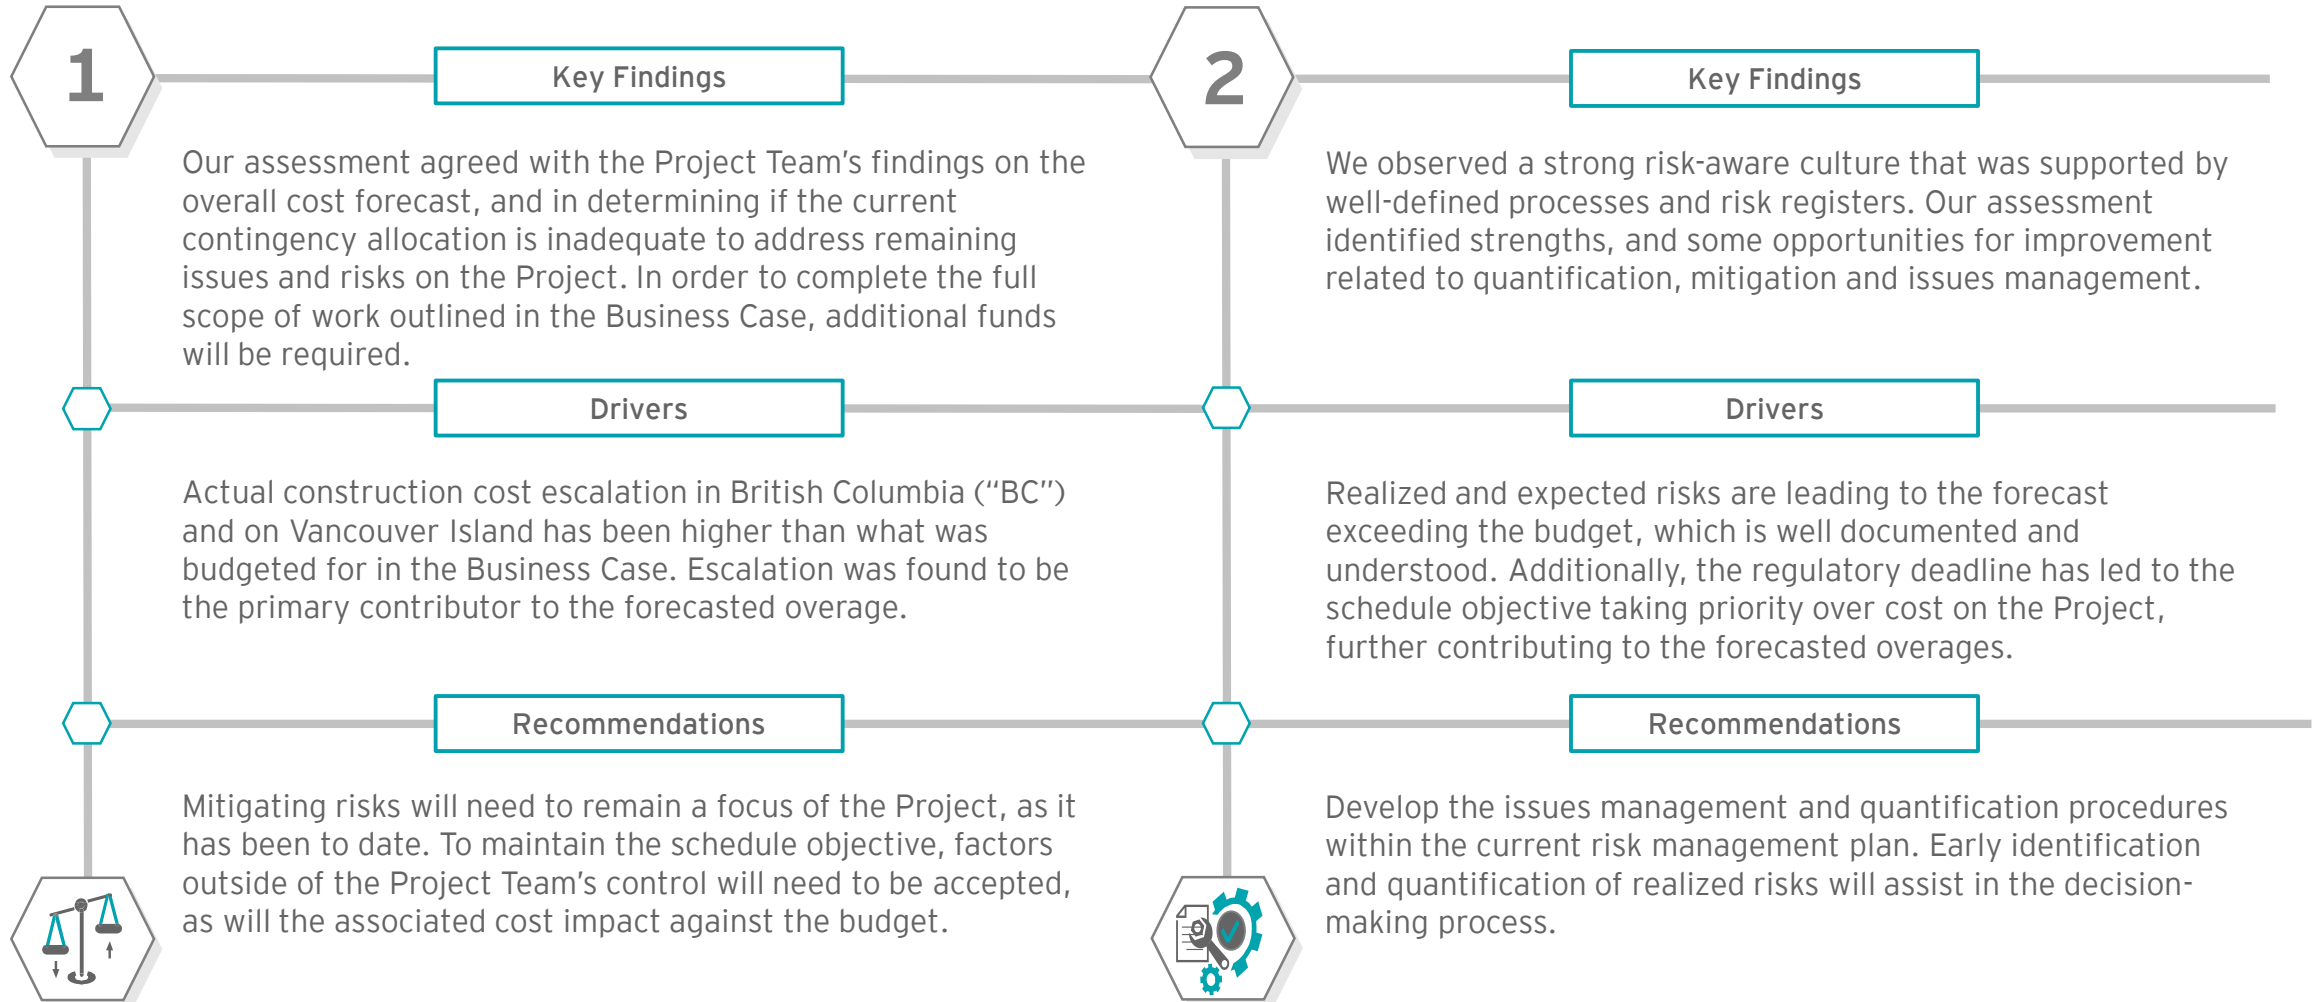 1
Key Findings
Our assessment agreed with the Project Team's findings on the
overall cost forecast, and in determining if the current
contingency allocation is inadequate to address remaining
issues and risks on the Project. In order to complete the full
scope of work outlined in the Business Case, additional funds
will be required.
Drivers
Actual construction cost escalation in British Columbia (“BC”)
and on Vancouver Island has been higher than what was
budgeted for in the Business Case. Escalation was found to be
the primary contributor to the forecasted overage.
Recommendations
Mitigating risks will need to remain a focus of the Project, as it
has been to date. To maintain the schedule objective, factors
outside of the Project Team's control will need to be accepted,
as will the associated cost impact against the budget.
2
Key Findings
We observed a strong risk-aware culture that was supported by
well-defined processes and risk registers. Our assessment
identified strengths, and some opportunities for improvement
related to quantification, mitigation and issues management.
Drivers
Realized and expected risks are leading to the forecast
exceeding the budget, which is well documented and
understood. Additionally, the regulatory deadline has led to the
schedule objective taking priority over cost on the Project,
further contributing to the forecasted overages.
Recommendations
Develop the issues management and quantification procedures
within the current risk management plan. Early identification
and quantification of realized risks will assist in the decision-
making process.